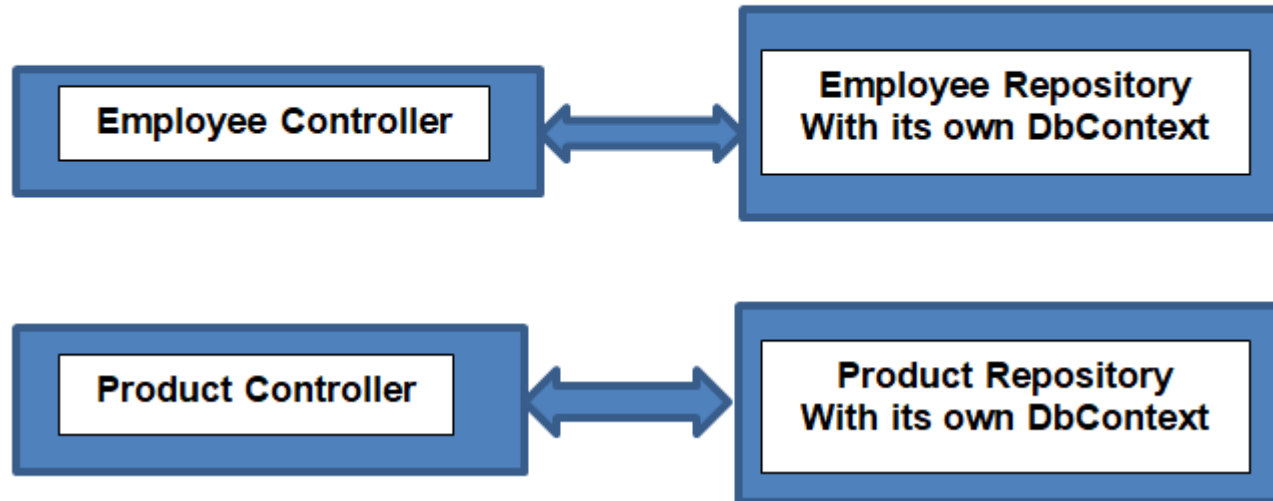 Employee Controller
Employee Repository
With its own DbContext
Product Controller
Product Repository
With its own DbContext